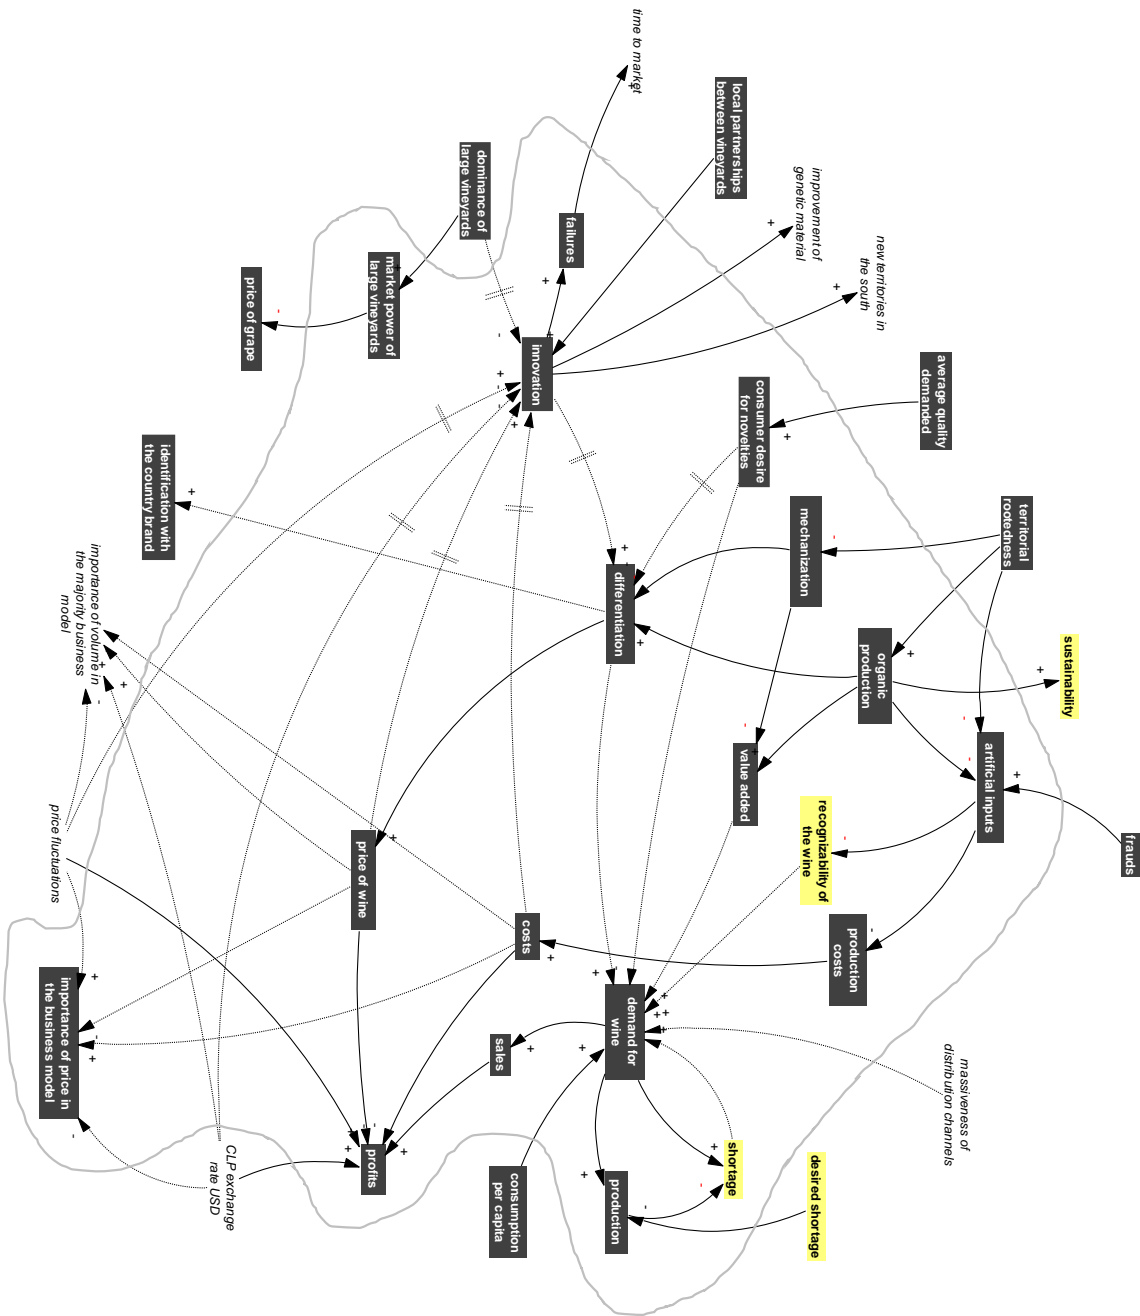 frauds
sustainability
territorial
rootedness
artificial inputs
massiveness of
distribution channels
average quality
demanded
new territories in
the south
organic
production
production
costs
improvement of
genetic material
recognizability of
the wine
desired shortage
mechanization
consumer desire
for novelties
value added
local partnerships
between vineyards
shortage
time to market
differentiation
demand for
wine
production
failures
innovation
costs
consumption
per capita
sales
dominance of
large vineyards
market power of
large vineyards
price of wine
profits
price of grape
CLP exchange
rate USD
identification with
the country brand
importance of volume in
the majority business
model
price fluctuations
importance of price in
the business model